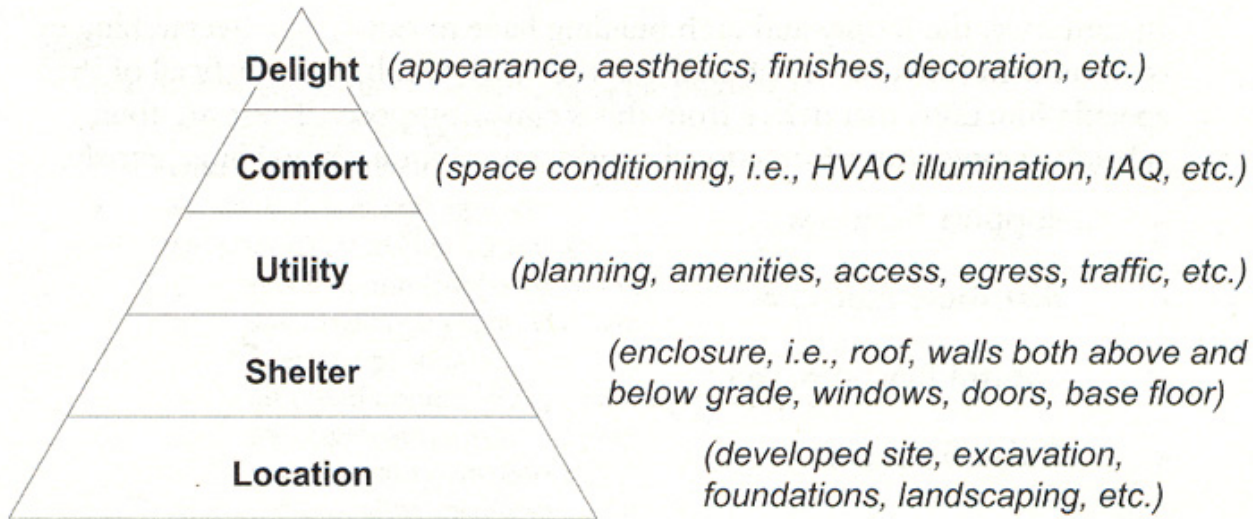 Delight (appearance, aesthetics, finishes, decoration, etc.)
Comfort (space conditioning, i.e., HVAC illumination, IAQ, etc.)
Utility (planning, amenities, access, egress, traffic, etc.)
Shelter (enclosure, i.e., roof, walls both above and
below grade, windows, doors, base floor)
Location (developed site, excavation,
foundations, landscaping, etc.)